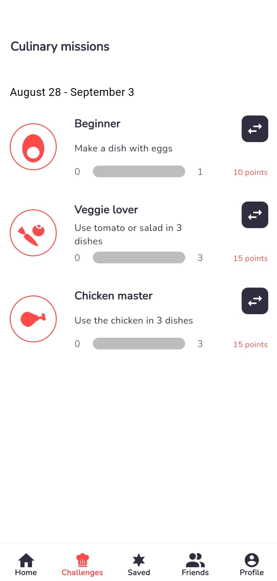 Culinary missions
August 28 - September 3
Beginner
Make a dish with eggs
0 1
10 points
Veggie lover
Use tomato or salad in 3
dishes
0 3
15 points
Chicken master
Use the chicken in 3 dishes
0 3
15 points
Home Challenges Saved Friends Profile